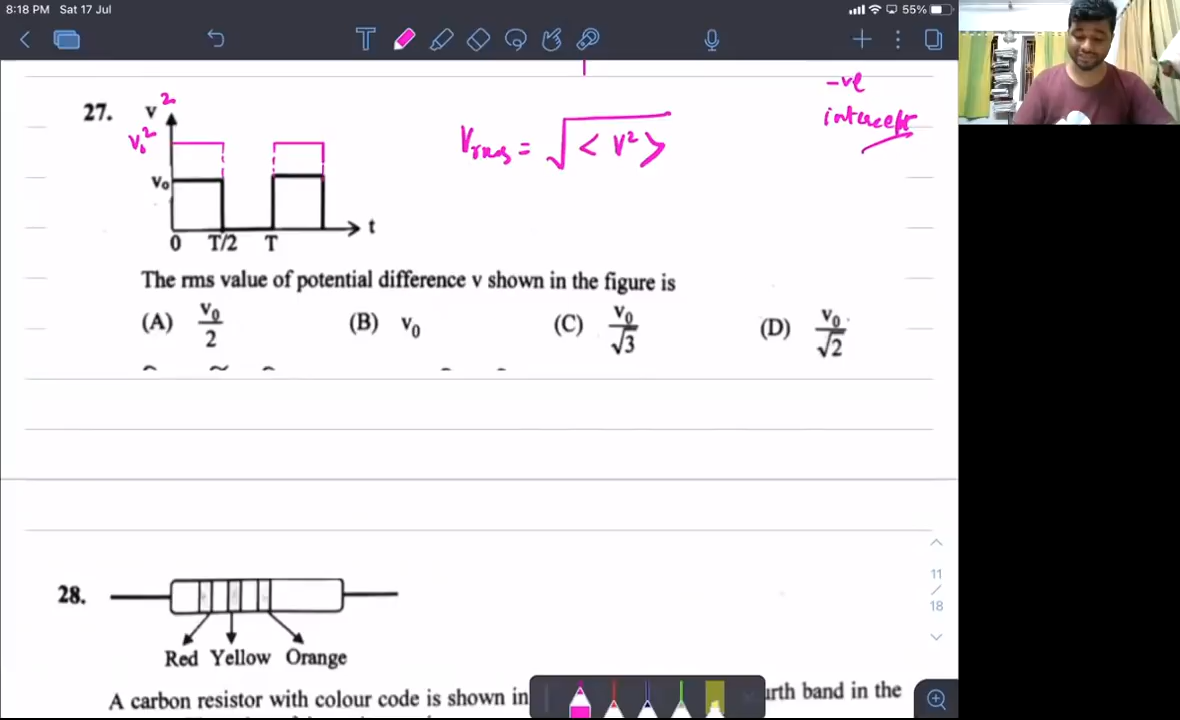 8:18 PM Sat 17 Jul
55%
T
-ve
intercept
27.
v²
V₀²
v₀
0 T/2 T
t
Vrms = √<V²>
The rms value of potential difference v shown in the figure is
(A) v₀/2 (B) v₀ (C) v₀/√3 (D) v₀/√2
11
/
18
28.
Red Yellow Orange
A carbon resistor with colour code is shown in
band in the